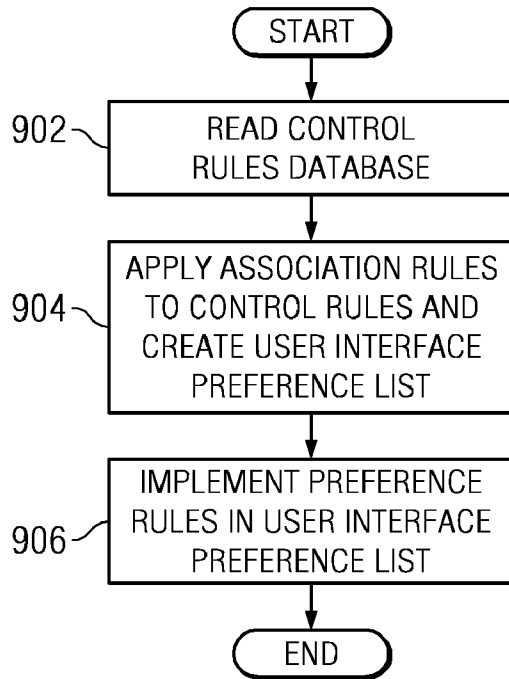 START
902
READ CONTROL
RULES DATABASE
904
APPLY ASSOCIATION RULES
TO CONTROL RULES AND
CREATE USER INTERFACE
PREFERENCE LIST
906
IMPLEMENT PREFERENCE
RULES IN USER INTERFACE
PREFERENCE LIST
END